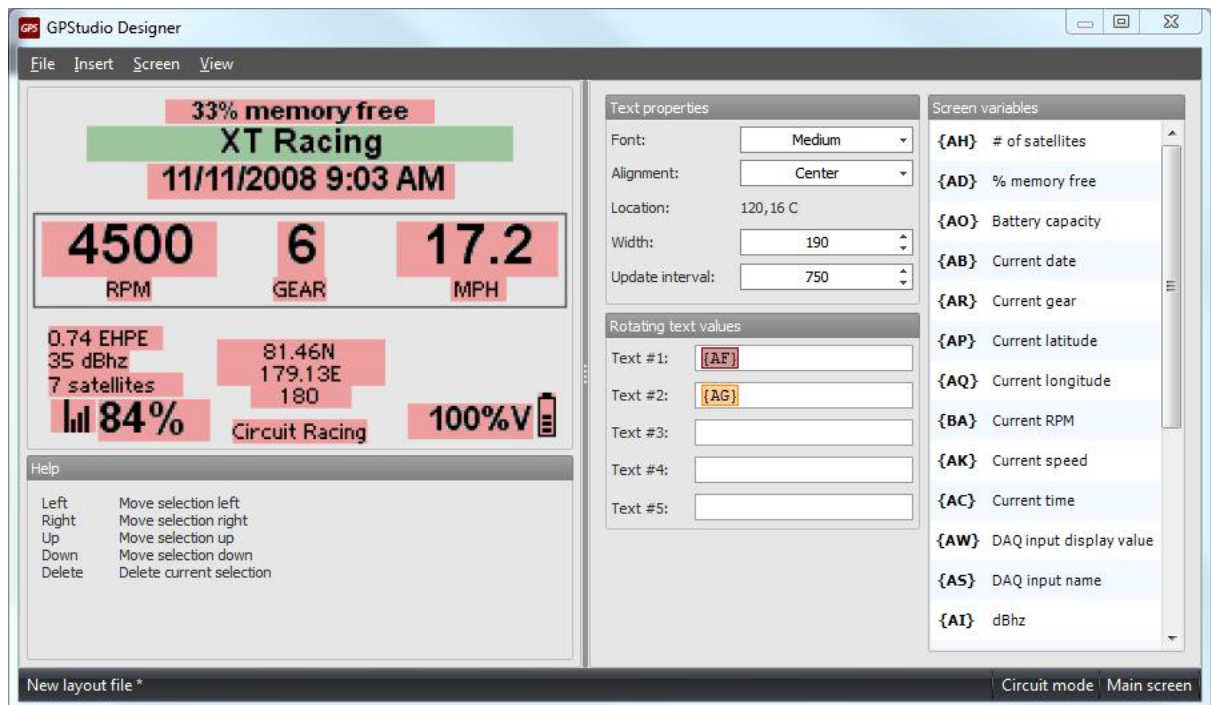 GPS GPStudio Designer
File Insert Screen View
33% memory free
XT Racing
11/11/2008 9:03 AM
4500 6 17.2
RPM GEAR MPH
0.74 EHPE
35 dBhz
7 satellites
84%
81.46N
179.13E
180
Circuit Racing
100%V
Help
Left Move selection left
Right Move selection right
Up Move selection up
Down Move selection down
Delete Delete current selection
Text properties
Font: Medium
Alignment: Center
Location: 120,16 C
Width: 190
Update interval: 750
Rotating text values
Text #1: {AF}
Text #2: {AG}
Text #3:
Text #4:
Text #5:
Screen variables
{AH} # of satellites
{AD} % memory free
{AO} Battery capacity
{AB} Current date
{AR} Current gear
{AP} Current latitude
{AQ} Current longitude
{BA} Current RPM
{AK} Current speed
{AC} Current time
{AW} DAQ input display value
{AS} DAQ input name
{AI} dBhz
New layout file *
Circuit mode Main screen